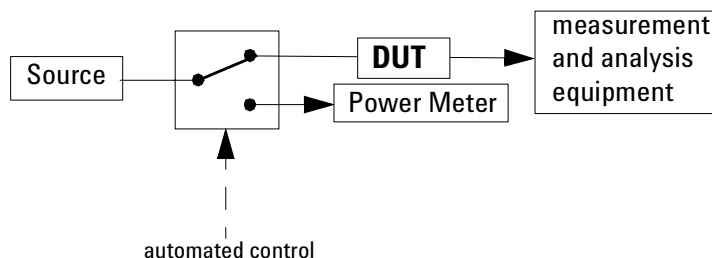 Source
DUT
Power Meter
measurement
and analysis
equipment
automated control